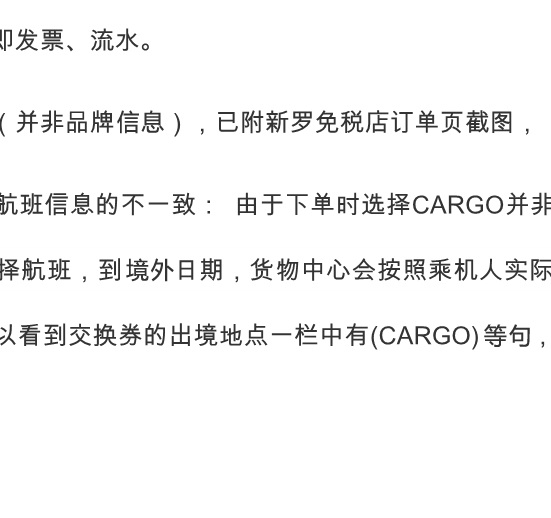 即发票、流水。
（并非品牌信息），已附新罗免税店订单页截图，
航班信息的不一致： 由于下单时选择CARGO并非
择航班，到境外日期，货物中心会按照乘机人实际
以看到交换券的出境地点一栏中有(CARGO)等句，